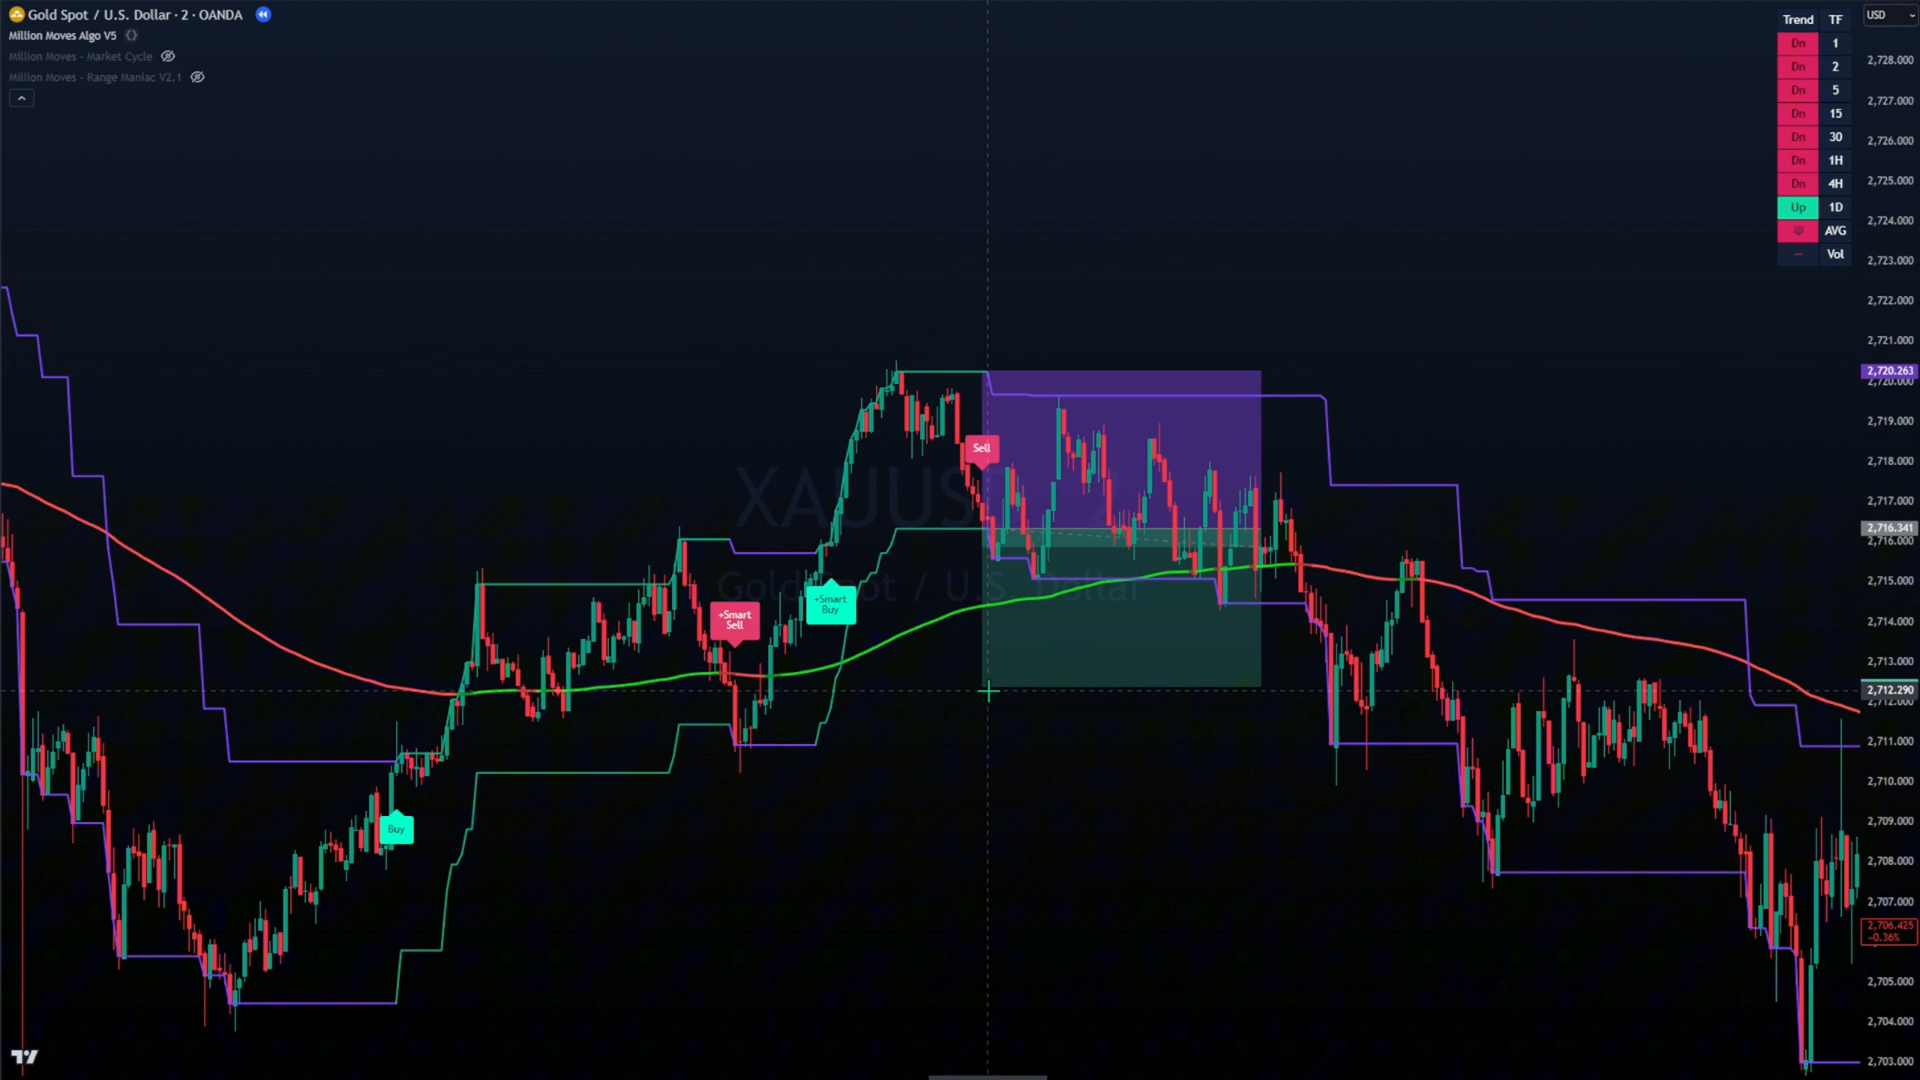 Gold Spot / U.S. Dollar · 2 · OANDA
Million Moves Algo V5
Million Moves - Market Cycle
Million Moves - Range Maniac V2.1
Trend TF
Dn 1
Dn 2
Dn 5
Dn 15
Dn 30
Dn 1H
Dn 4H
Up 1D
AVG
– Vol
USD
2,728.000
2,727.000
2,726.000
2,725.000
2,724.000
2,723.000
2,722.000
2,721.000
2,720.263
2,720.000
2,719.000
2,718.000
2,717.000
2,716.341
2,716.000
2,715.000
2,714.000
2,713.000
2,712.290
2,712.000
2,711.000
2,710.000
2,709.000
2,708.000
2,707.000
2,706.425
-0.36%
2,705.000
2,704.000
2,703.000
Sell
+Smart
Sell
+Smart
Buy
Buy
Gold Spot / U.S. Dollar